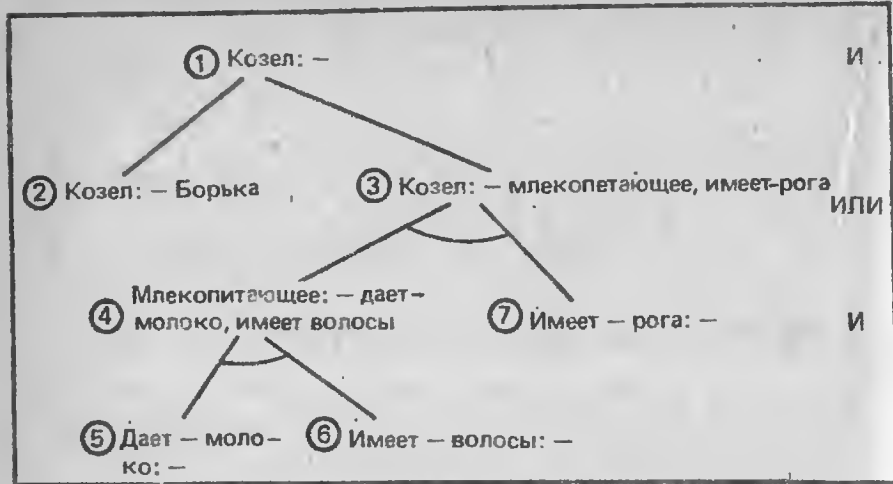 ① Козел: – И
② Козел: – Борька ③ Козел: – млекопетающее, имеет-рога ИЛИ
④ Млекопитающее: – дает-
молоко, имеет волосы
⑦ Имеет – рога: – И
⑤ Дает – моло-
ко: –
⑥ Имеет – волосы: –